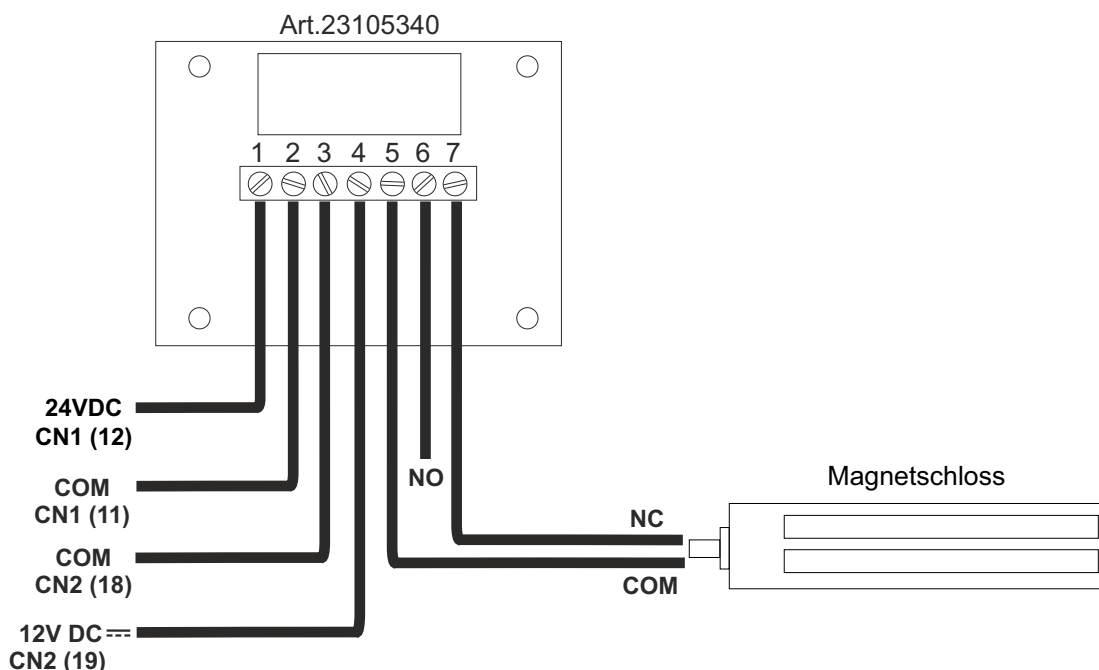 Art.23105340
1 2 3 4 5 6 7
24VDC
CN1 (12)
COM
CN1 (11)
COM
CN2 (18)
12V DC
CN2 (19)
NO
NC
COM
Magnetschloss